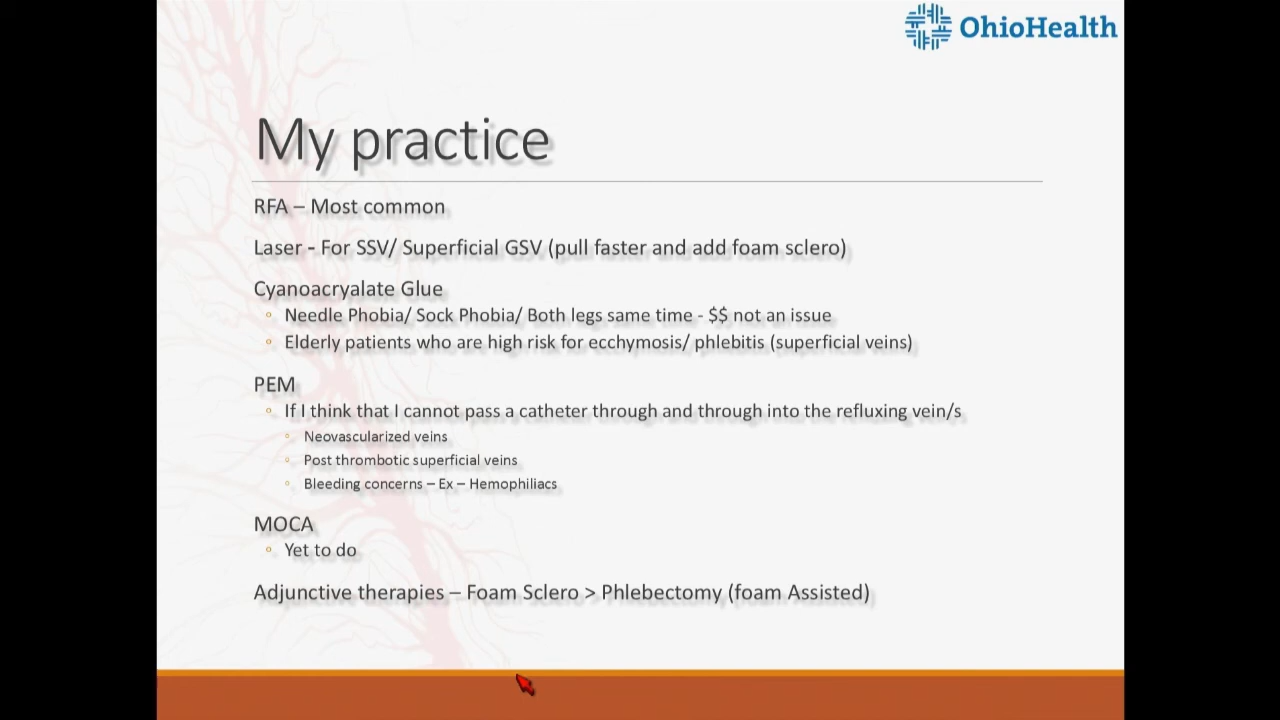 OhioHealth
My practice
RFA – Most common
Laser - For SSV/ Superficial GSV (pull faster and add foam sclero)
Cyanoacryalate Glue
◦ Needle Phobia/ Sock Phobia/ Both legs same time - $$ not an issue
◦ Elderly patients who are high risk for ecchymosis/ phlebitis (superficial veins)
PEM
◦ If I think that I cannot pass a catheter through and through into the refluxing vein/s
◦ Neovascularized veins
◦ Post thrombotic superficial veins
◦ Bleeding concerns – Ex – Hemophiliacs
MOCA
◦ Yet to do
Adjunctive therapies – Foam Sclero > Phlebectomy (foam Assisted)